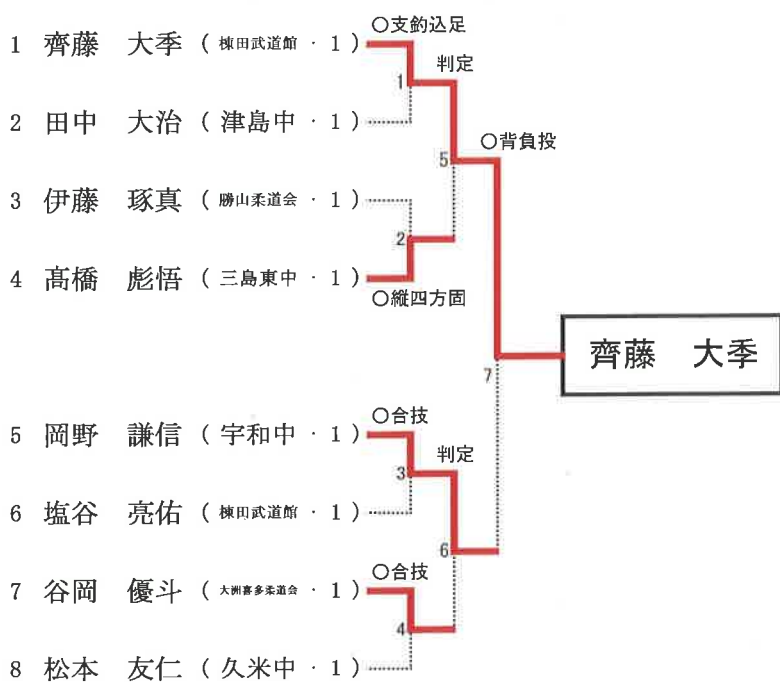 ○支釣込足
1 齊藤 大季 ( 棟田武道館 ・ 1 )
判定
1
2 田中 大治 ( 津島中 ・ 1 )
○背負投
5
3 伊藤 琢真 ( 勝山柔道会 ・ 1 )
2
4 髙橋 彪悟 ( 三島東中 ・ 1 )
○縦四方固
齊藤 大季
7
○合技
5 岡野 謙信 ( 宇和中 ・ 1 )
判定
3
6 塩谷 亮佑 ( 棟田武道館 ・ 1 )
6
○合技
7 谷岡 優斗 ( 大洲喜多柔道会 ・ 1 )
4
8 松本 友仁 ( 久米中 ・ 1 )